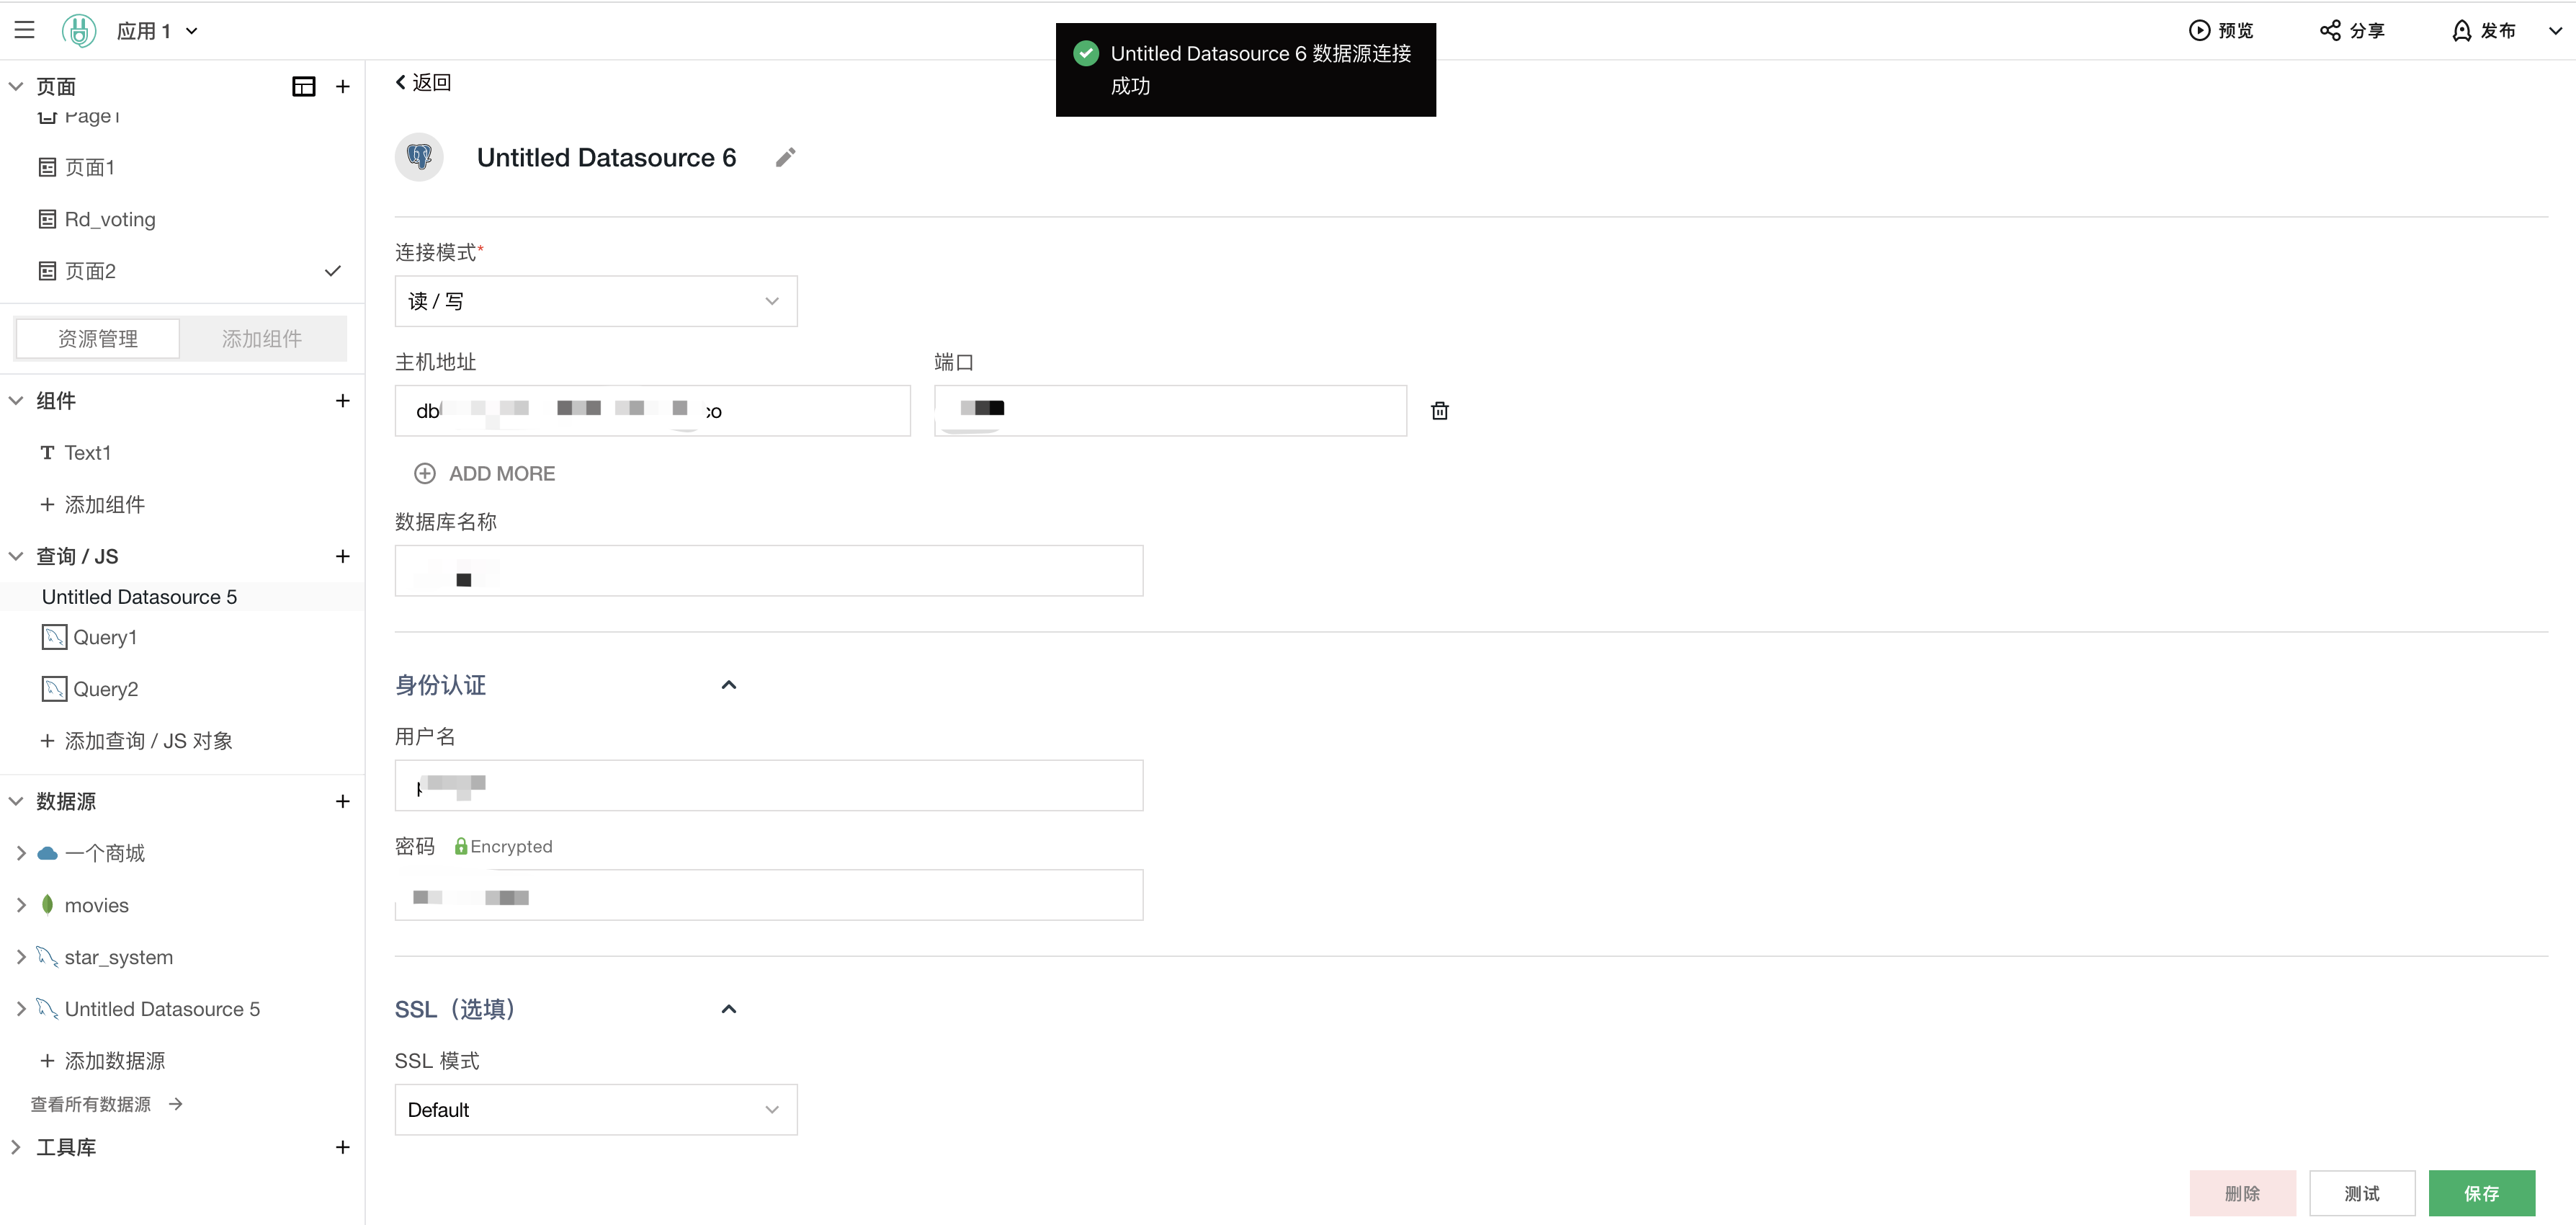 应用 1
预览
分享
发布
Untitled Datasource 6 数据源连接
成功
页面
Page1
页面1
Rd_voting
页面2
资源管理
添加组件
组件
Text1
添加组件
查询 / JS
Untitled Datasource 5
Query1
Query2
添加查询 / JS 对象
数据源
一个商城
movies
star_system
Untitled Datasource 5
添加数据源
查看所有数据源
工具库
返回
Untitled Datasource 6
连接模式*
读 / 写
主机地址
端口
db
co
ADD MORE
数据库名称
身份认证
用户名
密码 Encrypted
SSL（选填）
SSL 模式
Default
删除
测试
保存